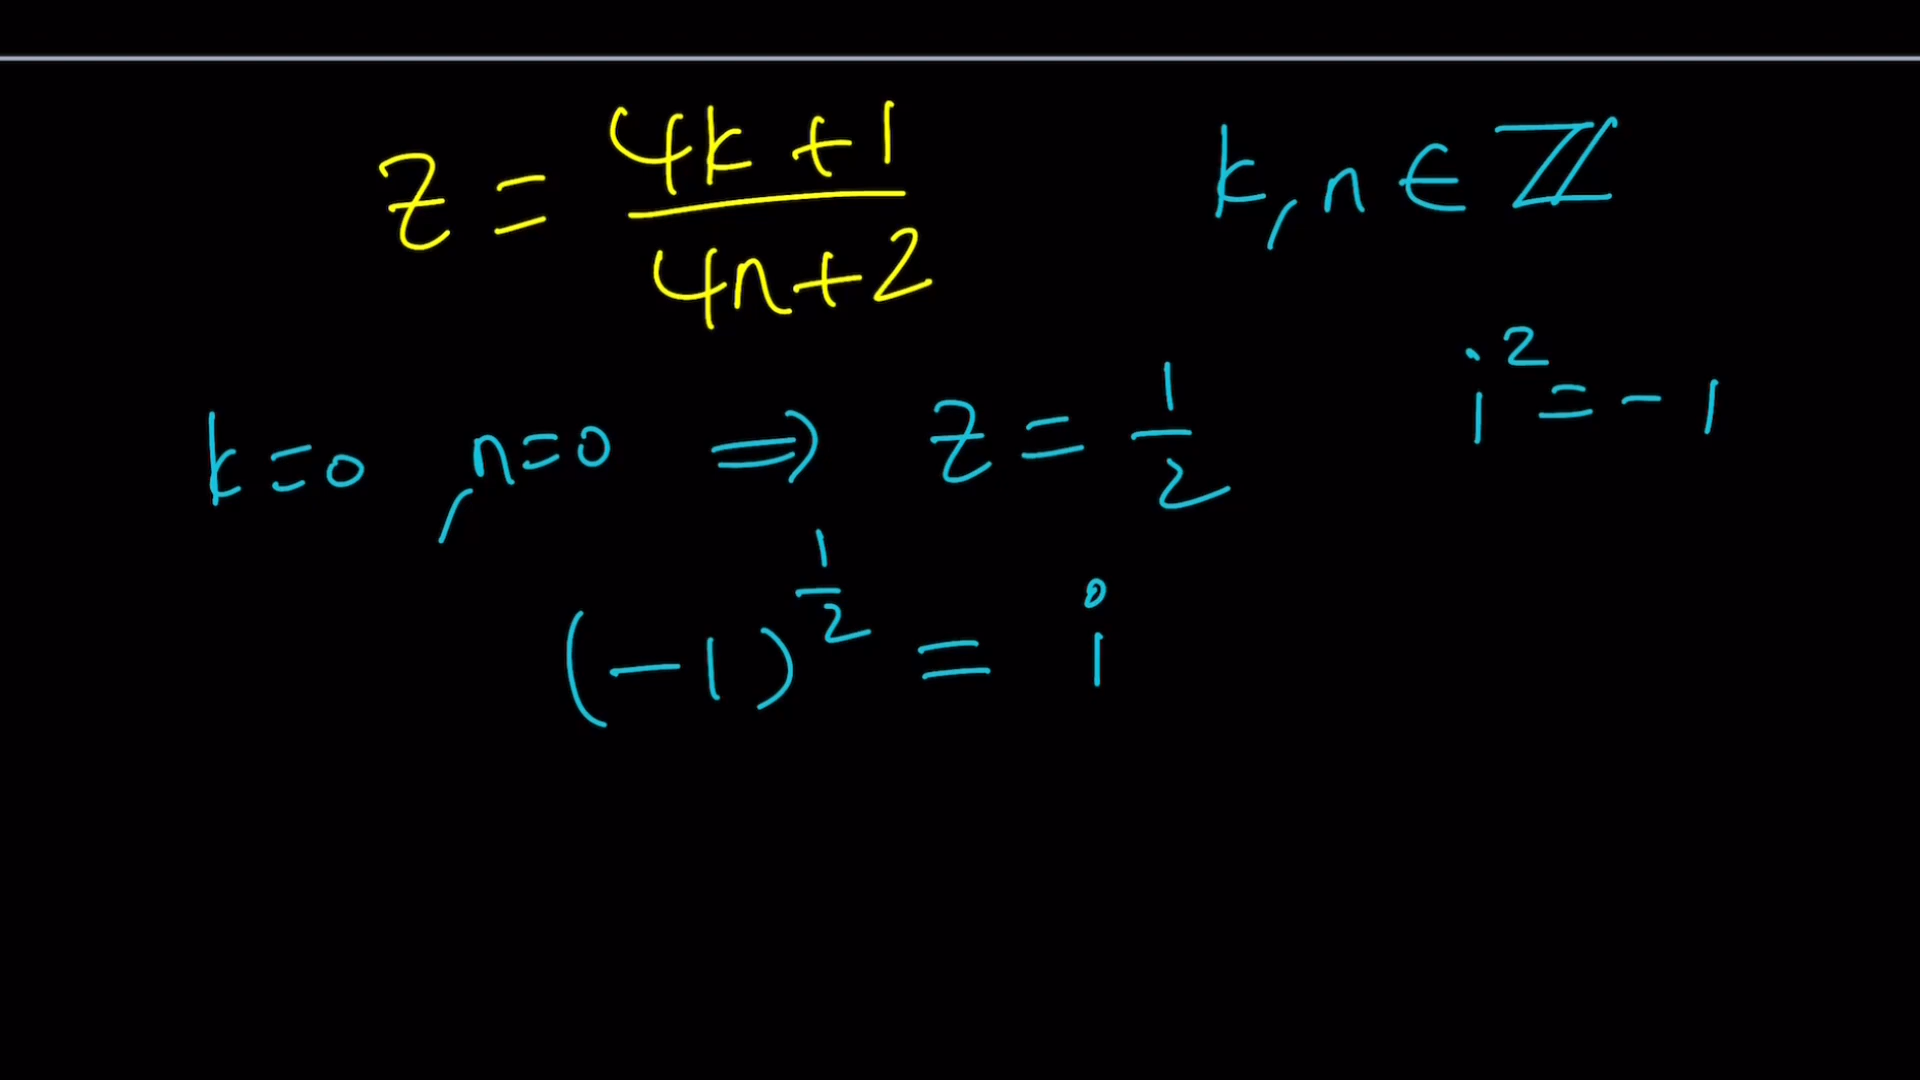 z = (4k+1)/(4n+2) k, n ∈ ℤ
k=0, n=0 ⇒ z = 1/2 i² = -1
(-1)^(1/2) = i